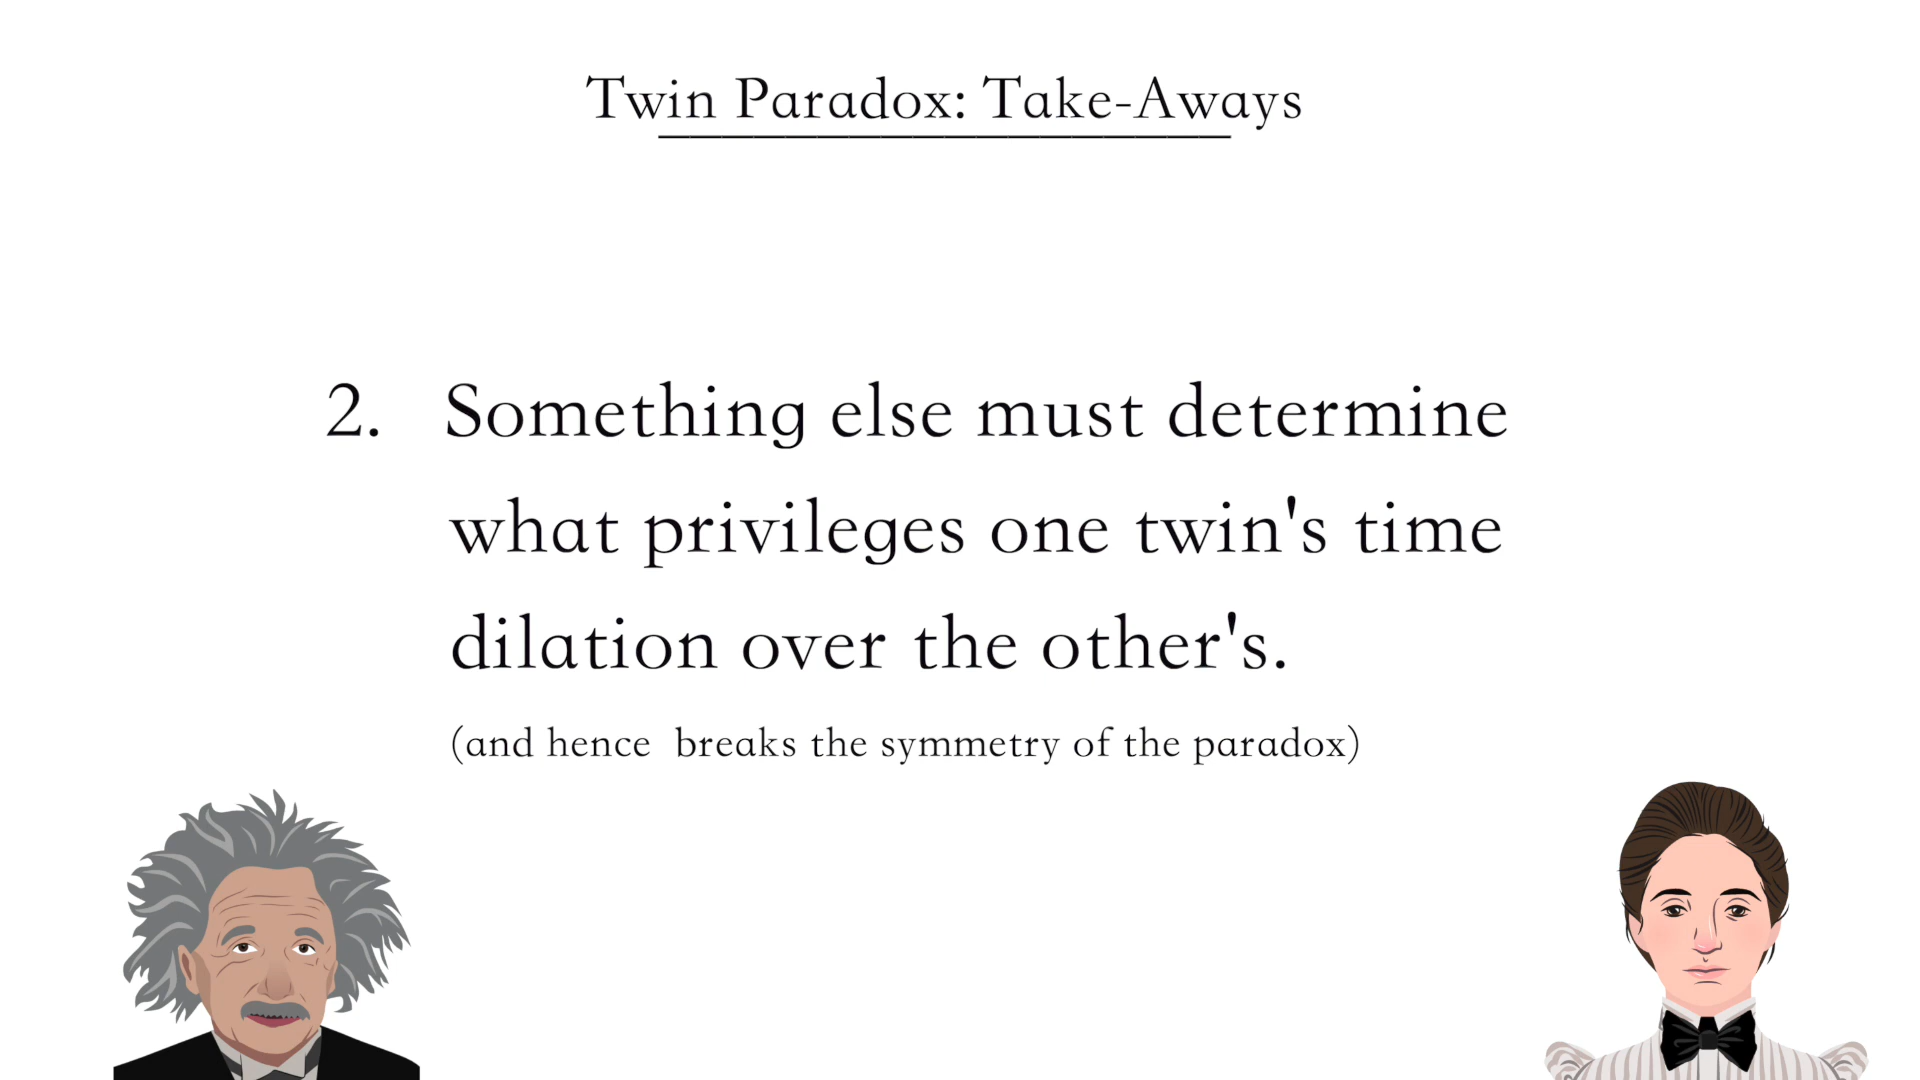 Twin Paradox: Take-Aways
2. Something else must determine
what privileges one twin's time
dilation over the other's.
(and hence  breaks the symmetry of the paradox)